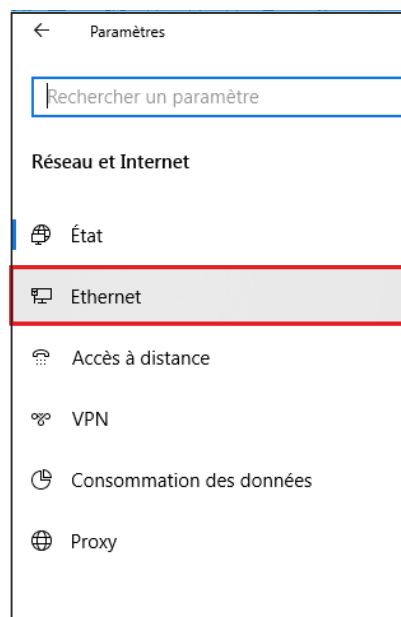 Paramètres
Rechercher un paramètre
Réseau et Internet
État
Ethernet
Accès à distance
VPN
Consommation des données
Proxy